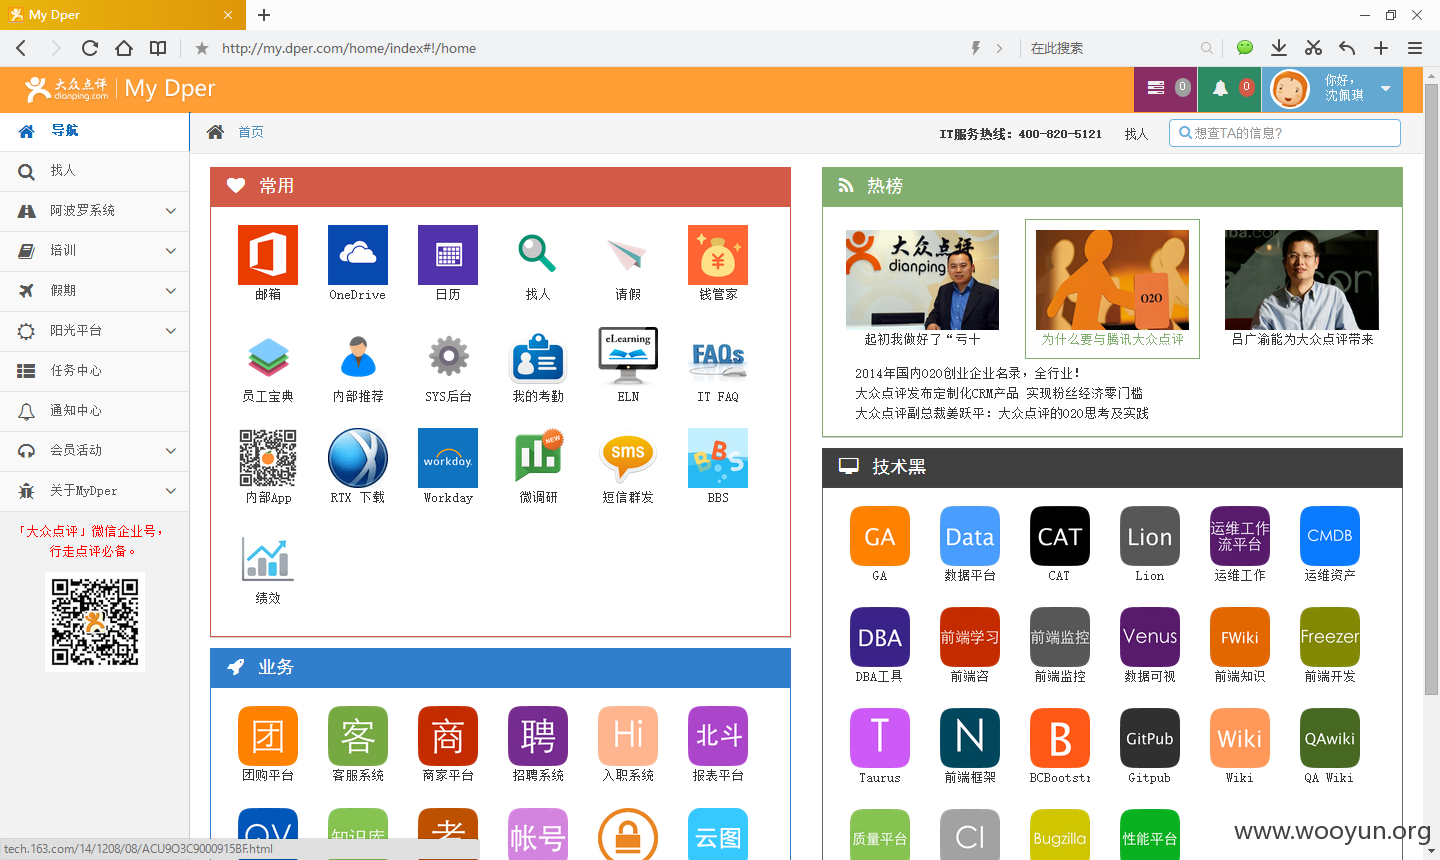 My Dper
http://my.dper.com/home/index#!/home
在此搜索
大众点评
dianping.com
My Dper
0
0
你好，
沈佩琪
导航
首页
IT服务热线：400-820-5121
找人
想查TA的信息?
找人
阿波罗系统
培训
假期
阳光平台
任务中心
通知中心
会员活动
关于MyDper
「大众点评」微信企业号，
行走点评必备。
常用
邮箱
OneDrive
日历
找人
请假
钱管家
员工宝典
内部推荐
SYS后台
我的考勤
eLearning
ELN
FAQs
IT FAQ
内部App
RTX 下载
workday.
Workday
NEW
微调研
sms
短信群发
BBS
BBS
绩效
热榜
大众点评
dianping
起初我做好了“亏十
O2O
为什么要与腾讯大众点评
吕广渝能为大众点评带来
2014年国内O2O创业企业名录，全行业！
大众点评发布定制化CRM产品 实现粉丝经济零门槛
大众点评副总裁姜跃平：大众点评的O2O思考及实践
技术黑
GA
GA
Data
数据平台
CAT
CAT
Lion
Lion
运维工作
流平台
运维工作
CMDB
运维资产
DBA
DBA工具
前端学习
前端咨
前端监控
前端监控
Venus
数据可视
FWiki
前端知识
Freezer
前端开发
T
Taurus
N
前端框架
B
BCBootstr
GitPub
Gitpub
Wiki
Wiki
QAwiki
QA Wiki
质量平台
CI
Bugzilla
性能平台
业务
团
团购平台
客
客服系统
商
商家平台
聘
招聘系统
Hi
入职系统
北斗
报表平台
知识库
帐号
云图
tech.163.com/14/1208/08/ACU9O3C9000915BF.html
www.wooyun.org